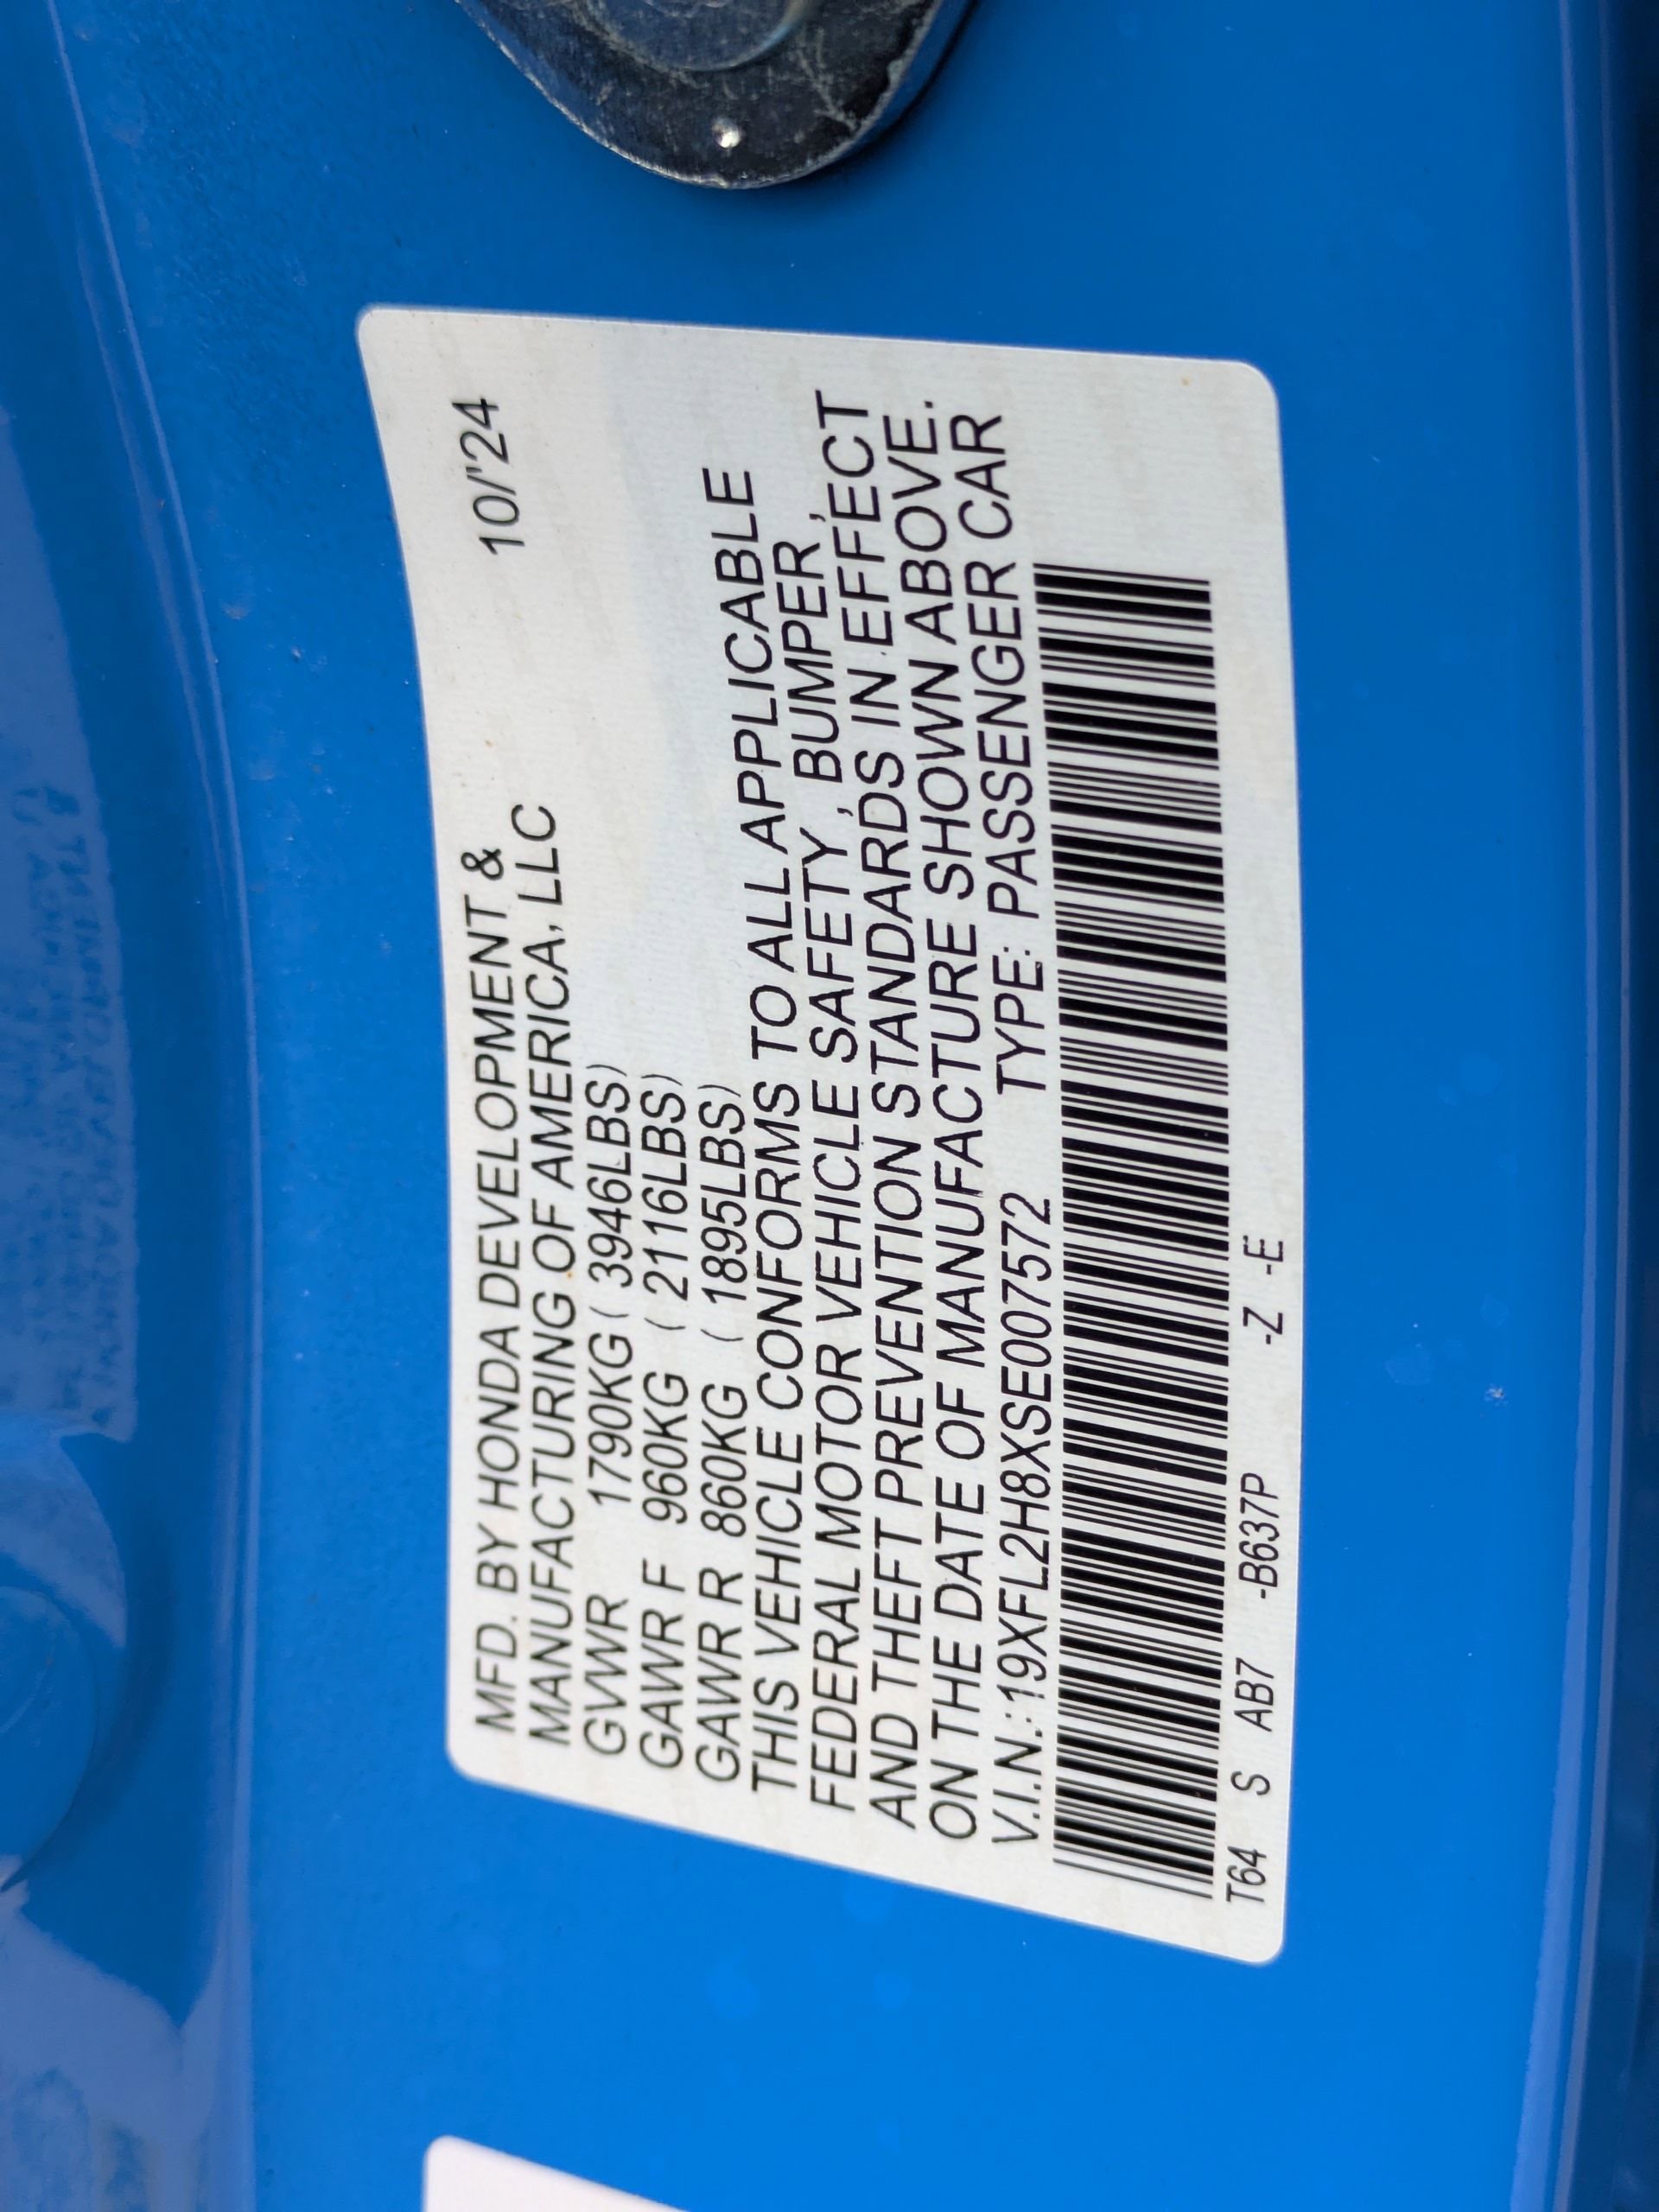 MFD. BY HONDA DEVELOPMENT & 10/'24
MANUFACTURING OF AMERICA, LLC
GVWR 1790KG ( 3946LBS)
GAWR F 960KG ( 2116LBS)
GAWR R 860KG ( 1895LBS)
THIS VEHICLE CONFORMS TO ALL APPLICABLE
FEDERAL MOTOR VEHICLE SAFETY, BUMPER,
AND THEFT PREVENTION STANDARDS IN EFFECT
ON THE DATE OF MANUFACTURE SHOWN ABOVE.
V.I.N.:19XFL2H8XSE007572 TYPE: PASSENGER CAR
T64 S AB7 -B637P -Z -E